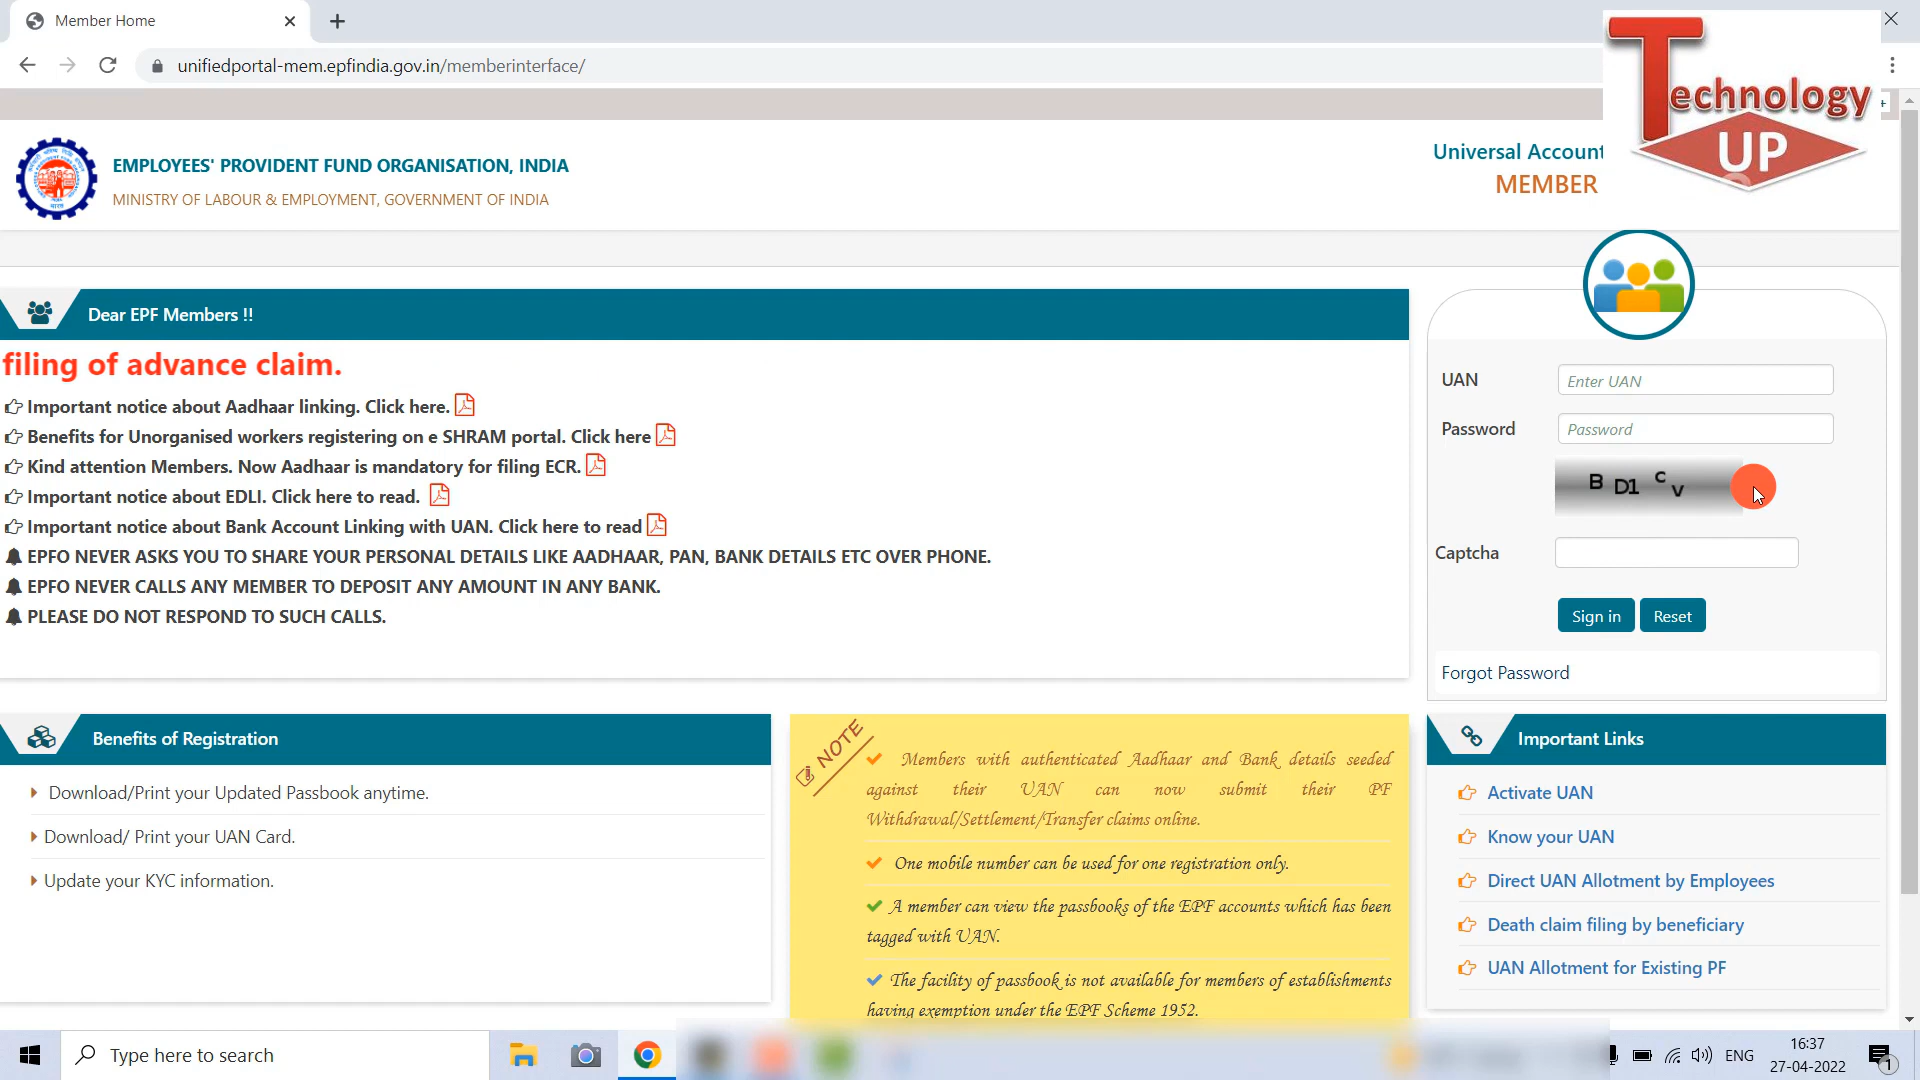 Member Home
unifiedportal-mem.epfindia.gov.in/memberinterface/
Technology
UP
EMPLOYEES' PROVIDENT FUND ORGANISATION, INDIA
MINISTRY OF LABOUR & EMPLOYMENT, GOVERNMENT OF INDIA
Universal Account
MEMBER
Dear EPF Members !!
filing of advance claim.
Important notice about Aadhaar linking. Click here.
Benefits for Unorganised workers registering on e SHRAM portal. Click here
Kind attention Members. Now Aadhaar is mandatory for filing ECR.
Important notice about EDLI. Click here to read.
Important notice about Bank Account Linking with UAN. Click here to read
EPFO NEVER ASKS YOU TO SHARE YOUR PERSONAL DETAILS LIKE AADHAAR, PAN, BANK DETAILS ETC OVER PHONE.
EPFO NEVER CALLS ANY MEMBER TO DEPOSIT ANY AMOUNT IN ANY BANK.
PLEASE DO NOT RESPOND TO SUCH CALLS.
UAN
Enter UAN
Password
Password
B D1 C V
Captcha
Sign in
Reset
Forgot Password
Benefits of Registration
Download/Print your Updated Passbook anytime.
Download/ Print your UAN Card.
Update your KYC information.
NOTE
Members with authenticated Aadhaar and Bank details seeded
against their UAN can now submit their PF
Withdrawal/Settlement/Transfer claims online.
One mobile number can be used for one registration only.
A member can view the passbooks of the EPF accounts which has been
tagged with UAN.
The facility of passbook is not available for members of establishments
having exemption under the EPF Scheme 1952.
Important Links
Activate UAN
Know your UAN
Direct UAN Allotment by Employees
Death claim filing by beneficiary
UAN Allotment for Existing PF
Type here to search
ENG
16:37
27-04-2022
1